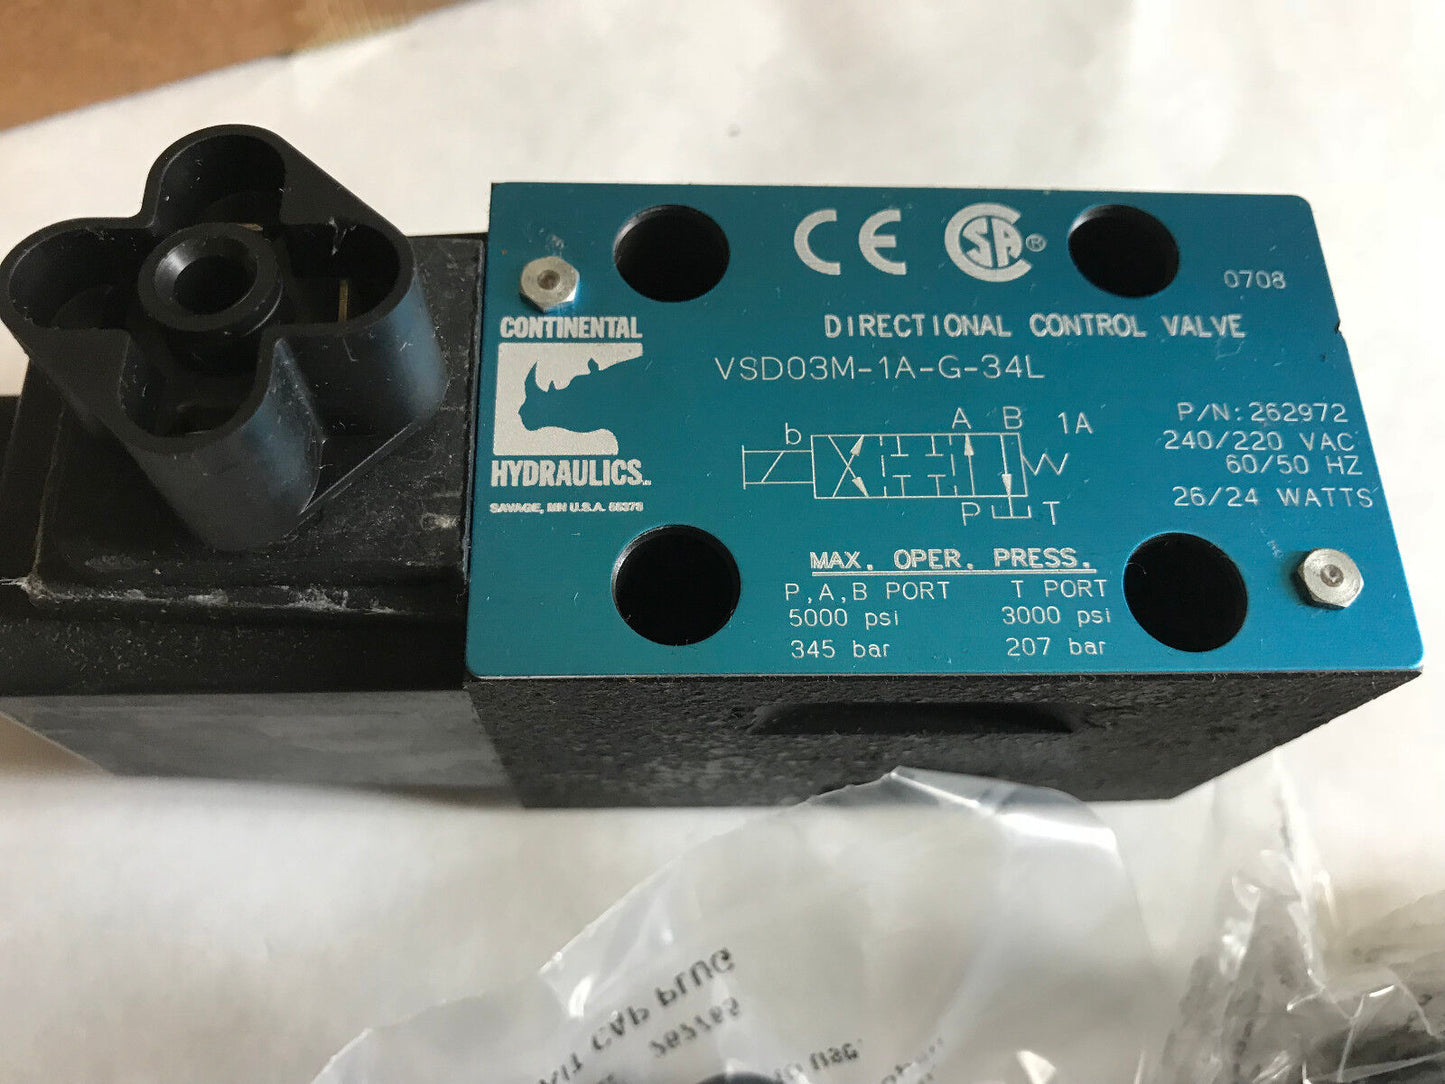 CE CSA ®
0708
CONTINENTAL
HYDRAULICS
SAVAGE, MN U.S.A. 55378
DIRECTIONAL CONTROL VALVE
VSD03M-1A-G-34L
b A B 1A
P T
P/N:262972
240/220 VAC
60/50 HZ
26/24 WATTS
MAX. OPER. PRESS.
P,A,B PORT T PORT
5000 psi 3000 psi
345 bar 207 bar
CAP PLUG